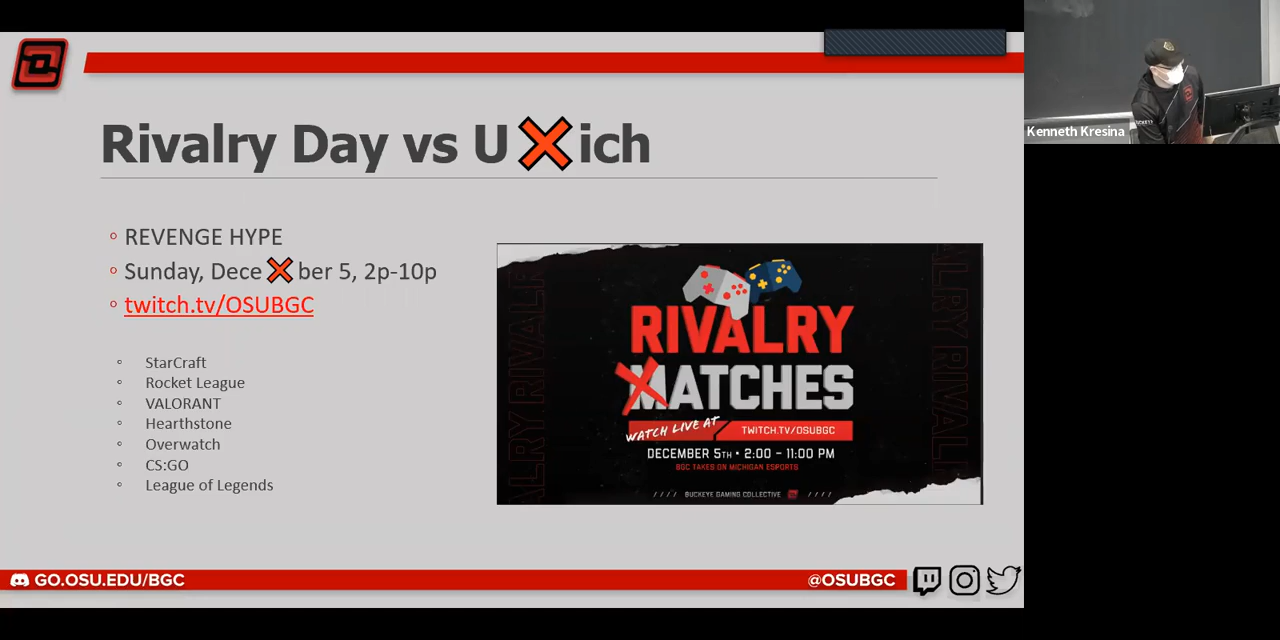 Rivalry Day vs U❌ich
REVENGE HYPE
Sunday, Dece❌ber 5, 2p-10p
twitch.tv/OSUBGC
StarCraft
Rocket League
VALORANT
Hearthstone
Overwatch
CS:GO
League of Legends
RIVALRY
MATCHES
WATCH LIVE AT TWITCH.TV/OSUBGC
DECEMBER 5TH • 2:00 - 11:00 PM
BGC TAKES ON MICHIGAN ESPORTS
//// BUCKEYE GAMING COLLECTIVE ////
GO.OSU.EDU/BGC
@OSUBGC
Kenneth Kresina